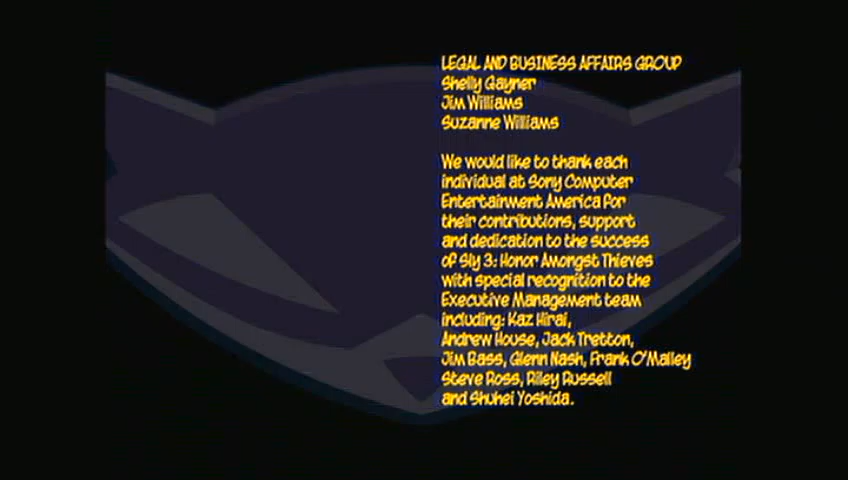 LEGAL AND BUSINESS AFFAIRS GROUP
Shelly Gayner
Jim Williams
Suzanne Williams
We would like to thank each
individual at Sony Computer
Entertainment America for
their contributions, support
and dedication to the success
of Sly 3: Honor Amongst Thieves
with special recognition to the
Executive Management team
including: Kaz Hirai,
Andrew House, Jack Tretton,
Jim Bass, Glenn Nash, Frank O'Malley
Steve Ross, Riley Russell
and Shuhei Yoshida.